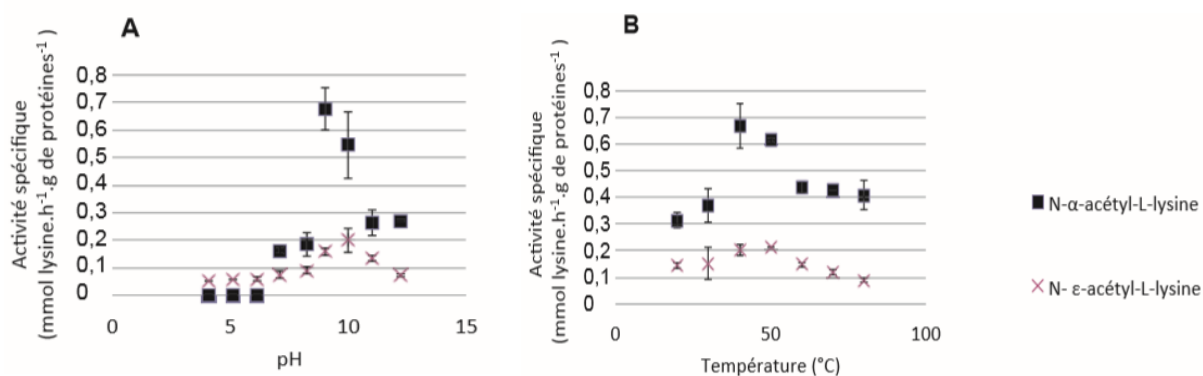 A
Activité spécifique
(mmol lysine.h⁻¹.g de protéines⁻¹ )
0,8
0,7
0,6
0,5
0,4
0,3
0,2
0,1
0
0 5 10 15
pH
B
Activité spécifique
(mmol lysine.h⁻¹.g de protéines⁻¹ )
0,8
0,7
0,6
0,5
0,4
0,3
0,2
0,1
0
0 50 100
Température (°C)
N-α-acétyl-L-lysine
N- ε-acétyl-L-lysine